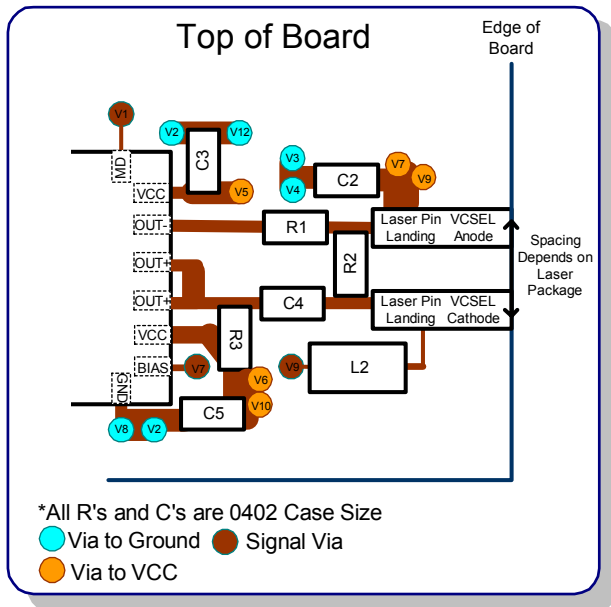 Top of Board
Edge of
Board
V1
V2
V12
C3
MD
VCC
V5
V3
V4
C2
V7
V9
OUT-
R1
Laser Pin
Landing
VCSEL
Anode
Spacing
Depends on
Laser
Package
OUT+
R2
OUT+
C4
Laser Pin
Landing
VCSEL
Cathode
VCC
R3
BIAS
V7
V9
L2
GND
V6
V10
C5
V8
V2
*All R's and C's are 0402 Case Size
Via to Ground
Signal Via
Via to VCC